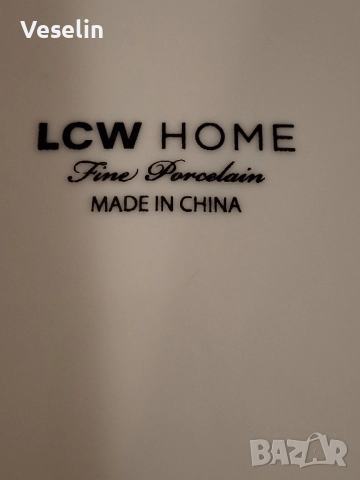 Veselin
LCW HOME
Fine Porcelain
MADE IN CHINA
BAZAR